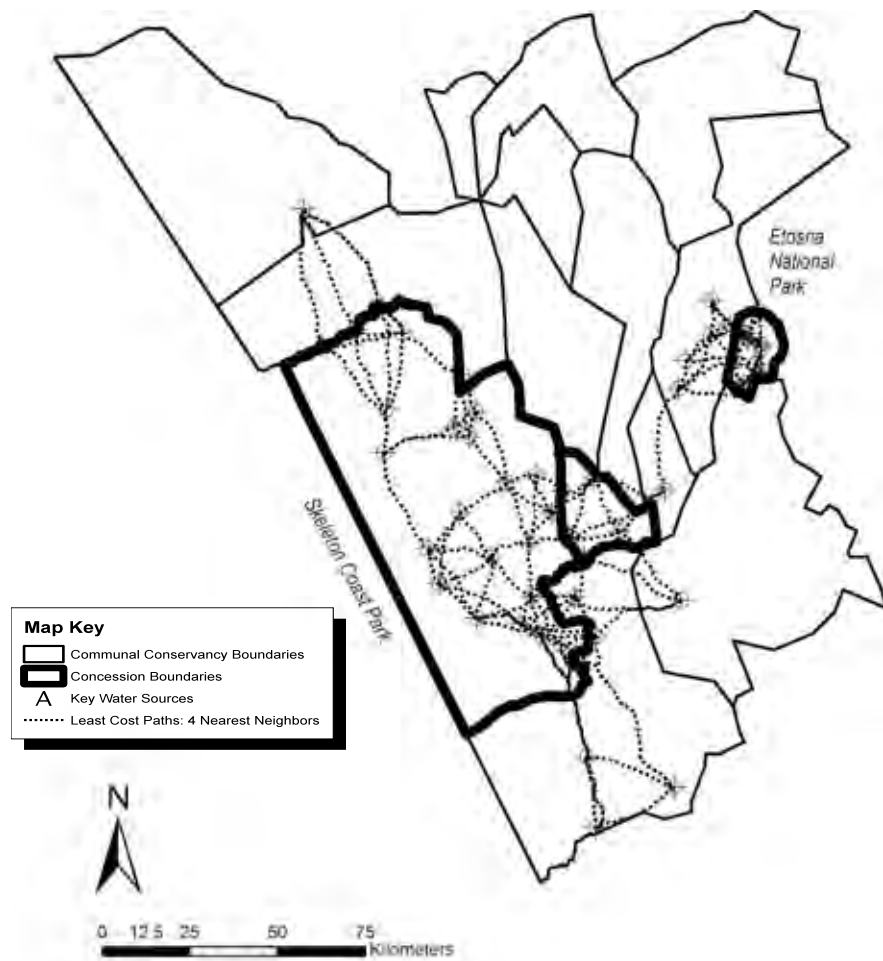 Etosna
National
Park
Skeleton Coast Park
Map Key
Communal Conservancy Boundaries
Concession Boundaries
A Key Water Sources
Least Cost Paths: 4 Nearest Neighbors
N
0 12.5 25 50 75
Kilometers